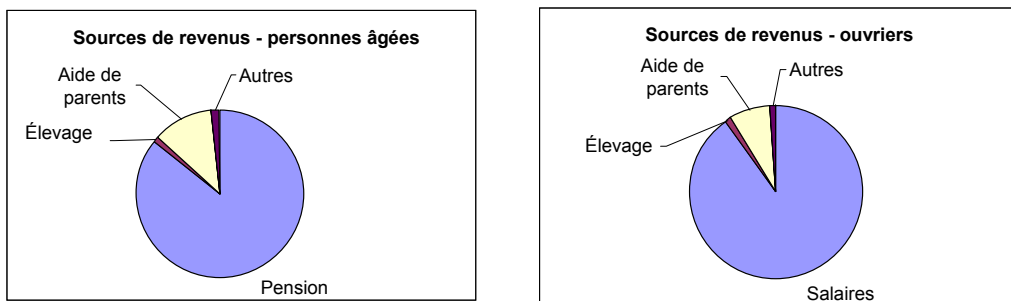 Sources de revenus - personnes âgées
Aide de
parents
Autres
Élevage
Pension
Sources de revenus - ouvriers
Aide de
parents
Autres
Élevage
Salaires